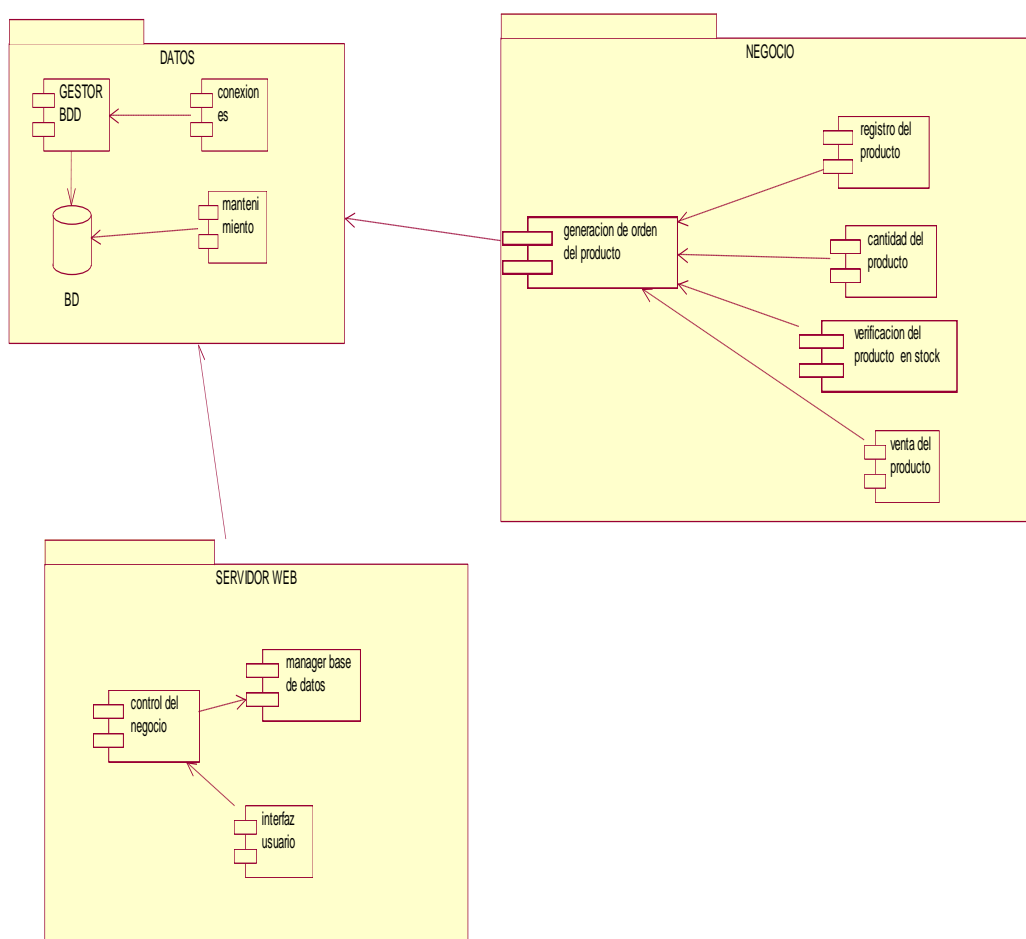 DATOS
GESTOR
BDD
conexion
es
manteni
miento
BD
NEGOCIO
registro del
producto
generacion de orden
del producto
cantidad del
producto
verificacion del
producto en stock
venta del
producto
SERVIDOR WEB
manager base
de datos
control del
negocio
interfaz
usuario